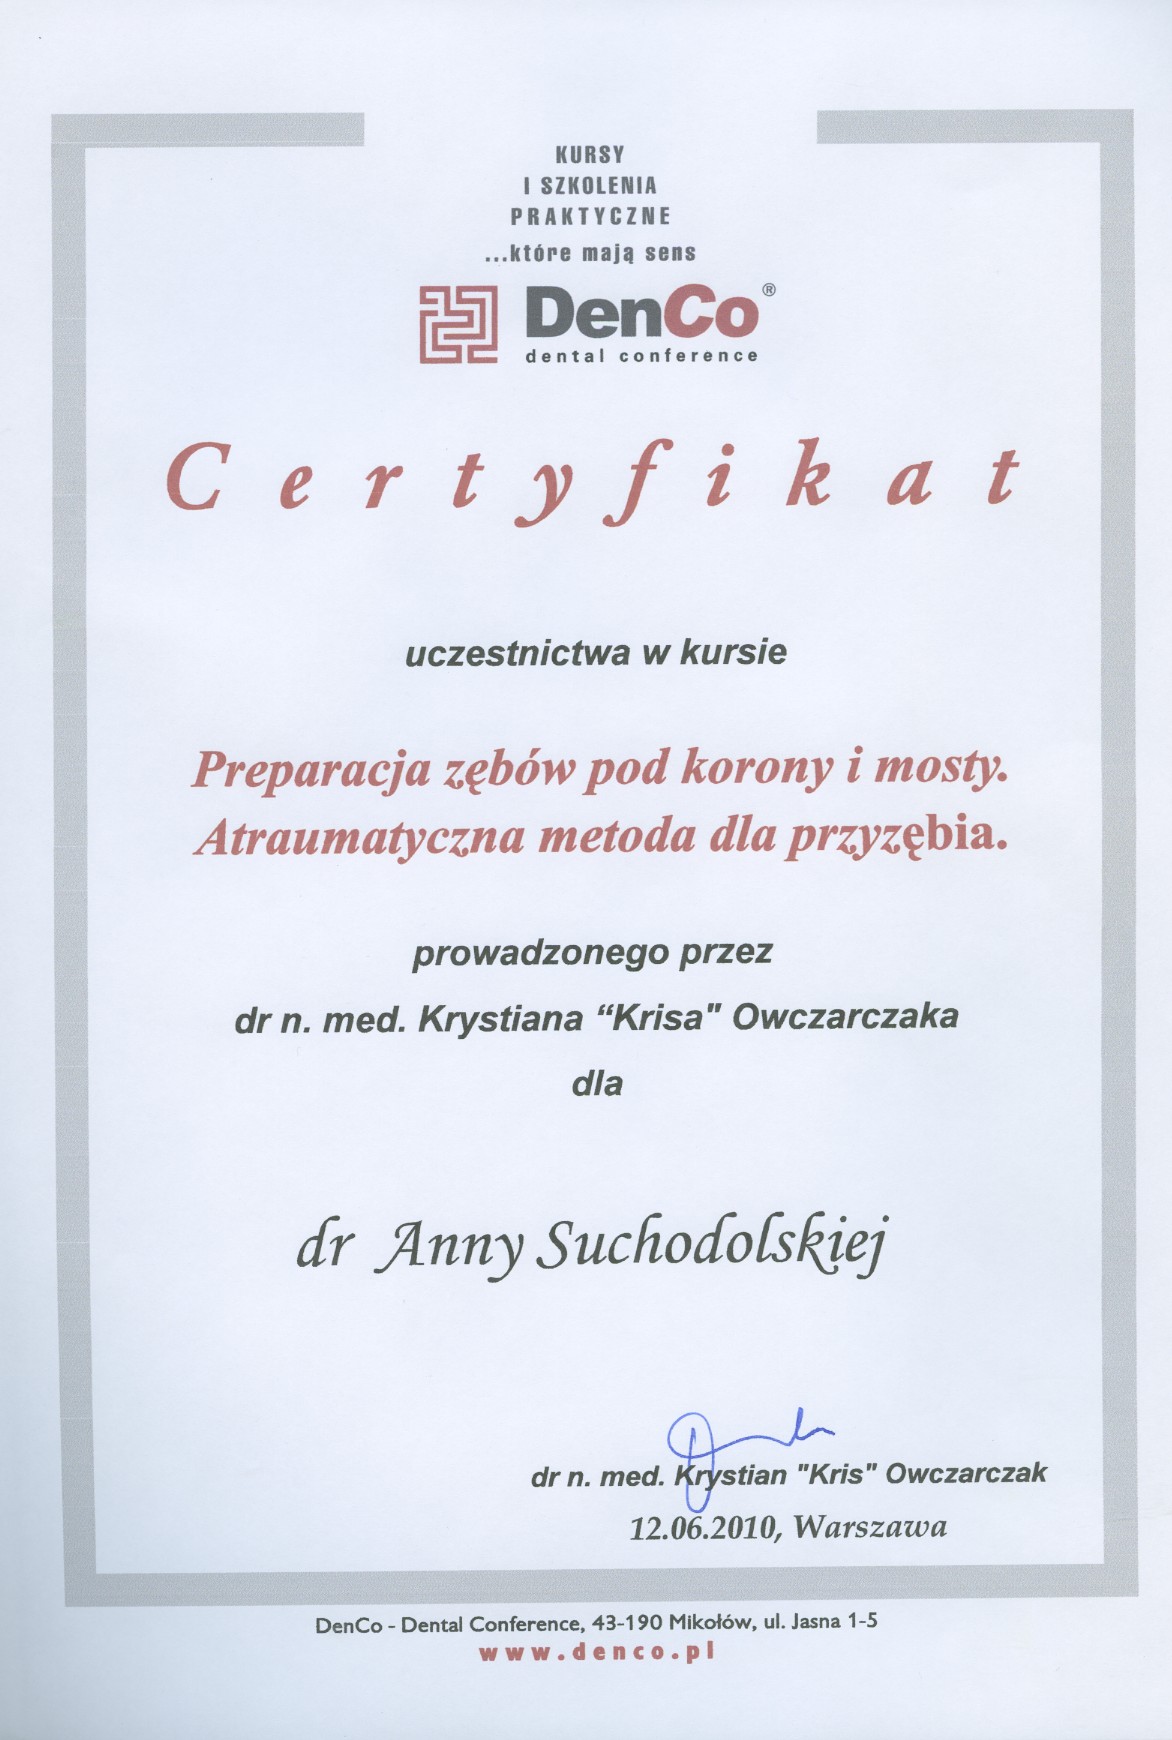 KURSY
I SZKOLENIA
PRAKTYCZNE
...które mają sens
DenCo®
dental conference
Certyfikat
uczestnictwa w kursie
Preparacja zębów pod korony i mosty.
Atraumatyczna metoda dla przyzębia.
prowadzonego przez
dr n. med. Krystiana “Krisa" Owczarczaka
dla
dr Anny Suchodolskiej
dr n. med. Krystian "Kris" Owczarczak
12.06.2010, Warszawa
DenCo - Dental Conference, 43-190 Mikołów, ul. Jasna 1-5
www.denco.pl